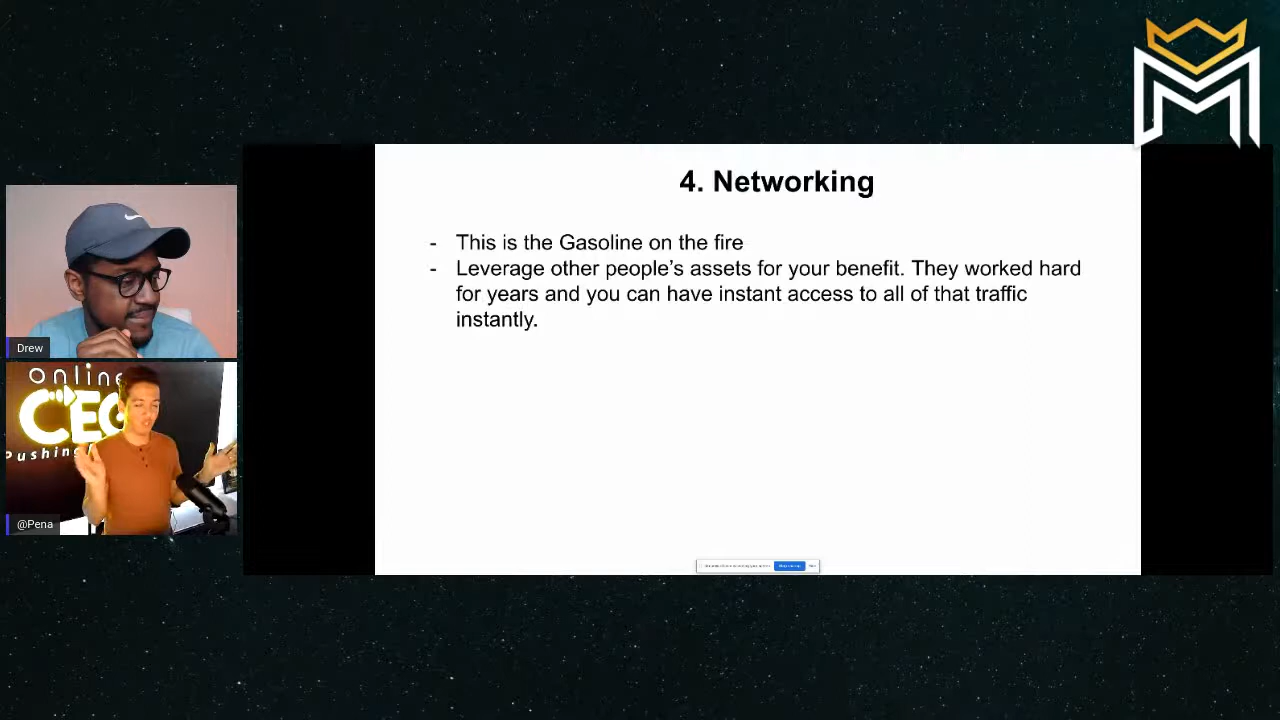 4. Networking
- This is the Gasoline on the fire
- Leverage other people's assets for your benefit. They worked hard
for years and you can have instant access to all of that traffic
instantly.
Drew
online
CEO
Pushing
@Pena